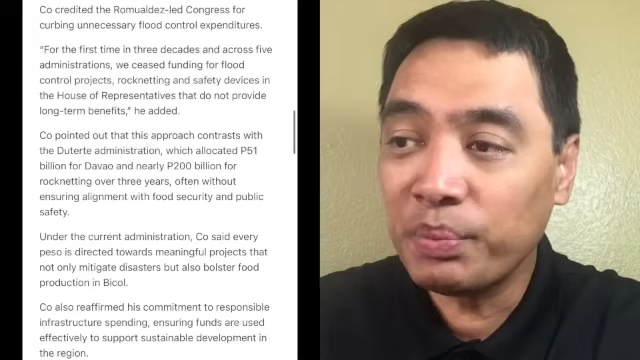 Co credited the Romualdez-led Congress for
curbing unnecessary flood control expenditures.
“For the first time in three decades and across five
administrations, we ceased funding for flood
control projects, rocknetting and safety devices in
the House of Representatives that do not provide
long-term benefits,” he added.
Co pointed out that this approach contrasts with
the Duterte administration, which allocated P51
billion for Davao and nearly P200 billion for
rocknetting over three years, often without
ensuring alignment with food security and public
safety.
Under the current administration, Co said every
peso is directed towards meaningful projects that
not only mitigate disasters but also bolster food
production in Bicol.
Co also reaffirmed his commitment to responsible
infrastructure spending, ensuring funds are used
effectively to support sustainable development in
the region.